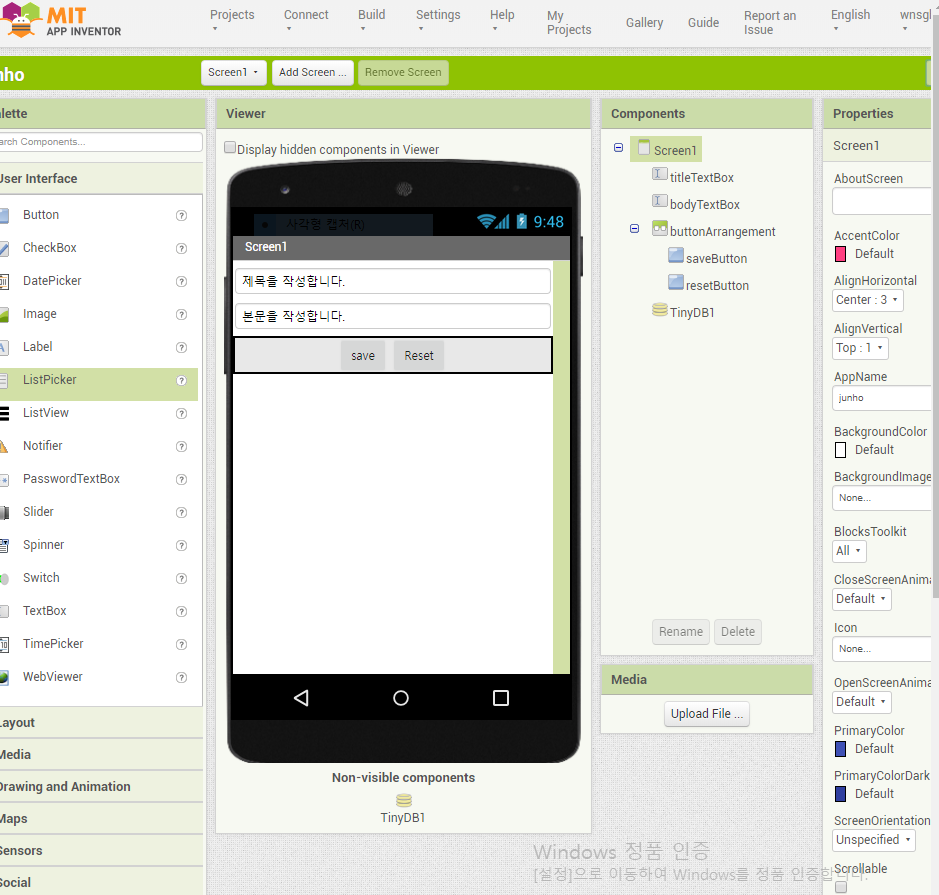 MIT
APP INVENTOR
Projects
Connect
Build
Settings
Help
My
Projects
Gallery
Guide
Report an
Issue
English
wnsgl
nho
Screen1
Add Screen ...
Remove Screen
lette
arch Components...
User Interface
Button
CheckBox
DatePicker
Image
Label
ListPicker
ListView
Notifier
PasswordTextBox
Slider
Spinner
Switch
TextBox
TimePicker
WebViewer
Layout
Media
Drawing and Animation
Maps
Sensors
Social
Viewer
Display hidden components in Viewer
사각형 캡처(R)
9:48
Screen1
제목을 작성합니다.
본문을 작성합니다.
save Reset
Non-visible components
TinyDB1
Components
Screen1
titleTextBox
bodyTextBox
buttonArrangement
saveButton
resetButton
TinyDB1
Rename Delete
Media
Upload File ...
Properties
Screen1
AboutScreen
AccentColor
Default
AlignHorizontal
Center : 3
AlignVertical
Top : 1
AppName
junho
BackgroundColor
Default
BackgroundImage
None...
BlocksToolkit
All
CloseScreenAnima
Default
Icon
None...
OpenScreenAnima
Default
PrimaryColor
Default
PrimaryColorDark
Default
ScreenOrientation
Unspecified
Scrollable
Windows 정품 인증
[설정]으로 이동하여 Windows를 정품 인증합니다.